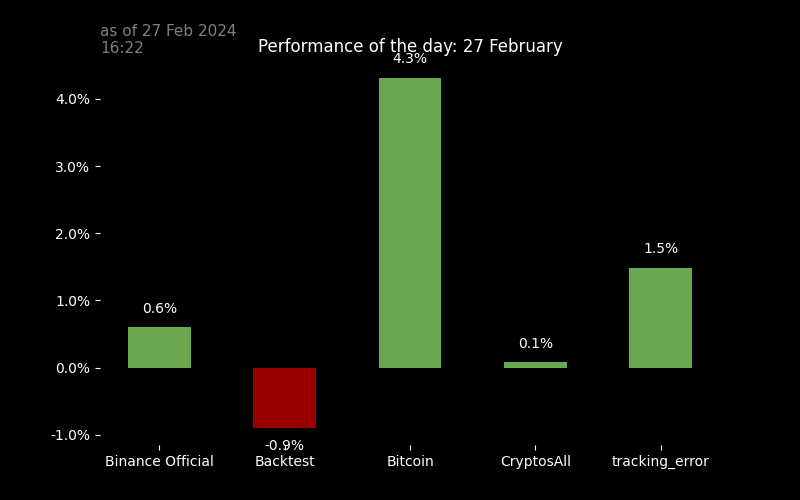 as of 27 Feb 2024
16:22
Performance of the day: 27 February
4.3%
4.0%
3.0%
2.0%
1.5%
1.0%
0.6%
0.1%
0.0%
-1.0%
-0.9%
Binance Official
Backtest
Bitcoin
CryptosAll
tracking_error